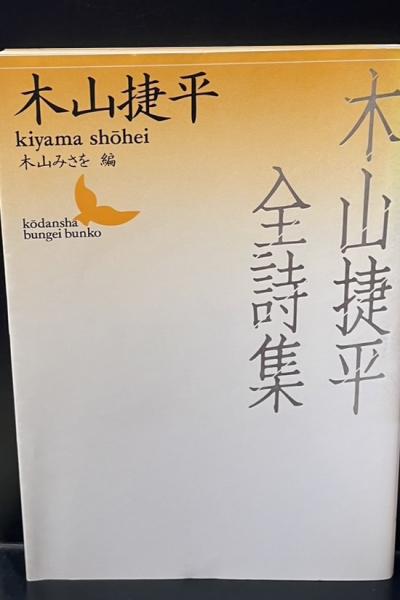 木山捷平
kiyama shōhei
木山みさを 編
kōdansha
bungei bunko
木山捷平
全詩集